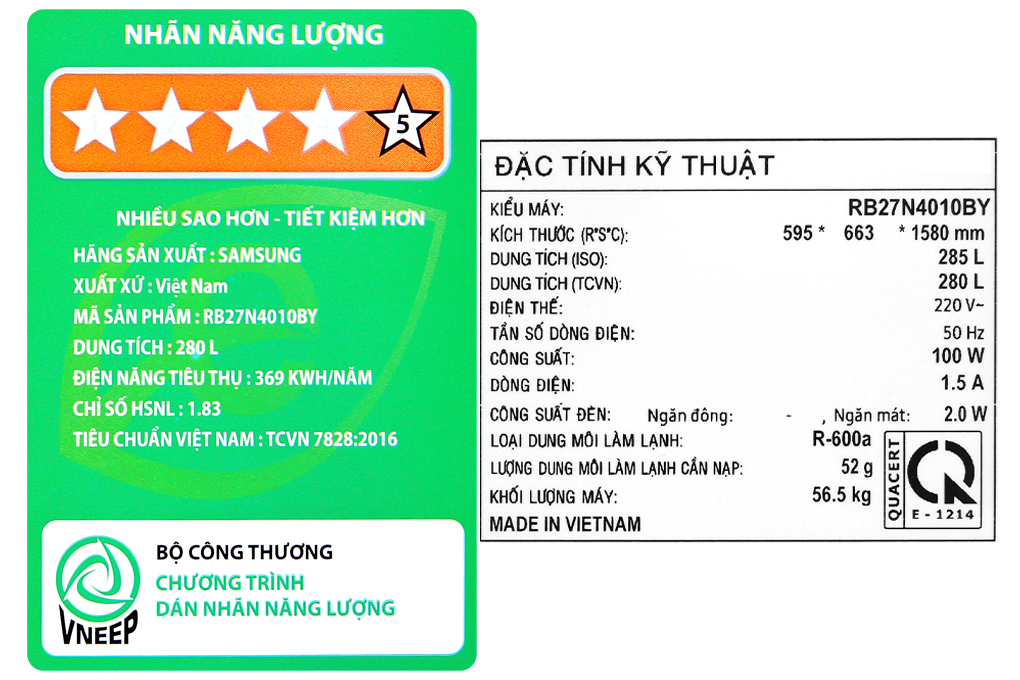 NHÃN NĂNG LƯỢNG
1 2 3 4 5
NHIỀU SAO HƠN - TIẾT KIỆM HƠN
HÃNG SẢN XUẤT : SAMSUNG
XUẤT XỨ : Việt Nam
MÃ SẢN PHẨM : RB27N4010BY
DUNG TÍCH : 280 L
ĐIỆN NĂNG TIÊU THỤ : 369 KWH/NĂM
CHỈ SỐ HSNL : 1.83
TIÊU CHUẨN VIỆT NAM : TCVN 7828:2016
VNEEP
BỘ CÔNG THƯƠNG
CHƯƠNG TRÌNH
DÁN NHÃN NĂNG LƯỢNG
ĐẶC TÍNH KỸ THUẬT
KIỂU MÁY: RB27N4010BY
KÍCH THƯỚC (R*S*C): 595 * 663 * 1580 mm
DUNG TÍCH (ISO): 285 L
DUNG TÍCH (TCVN): 280 L
ĐIỆN THẾ: 220 V~
TẦN SỐ DÒNG ĐIỆN: 50 Hz
CÔNG SUẤT: 100 W
DÒNG ĐIỆN: 1.5 A
CÔNG SUẤT ĐÈN: Ngăn đông: - , Ngăn mát: 2.0 W
LOẠI DUNG MÔI LÀM LẠNH: R-600a
LƯỢNG DUNG MÔI LÀM LẠNH CẦN NẠP: 52 g
KHỐI LƯỢNG MÁY: 56.5 kg
MADE IN VIETNAM
QUACERT
E - 1214